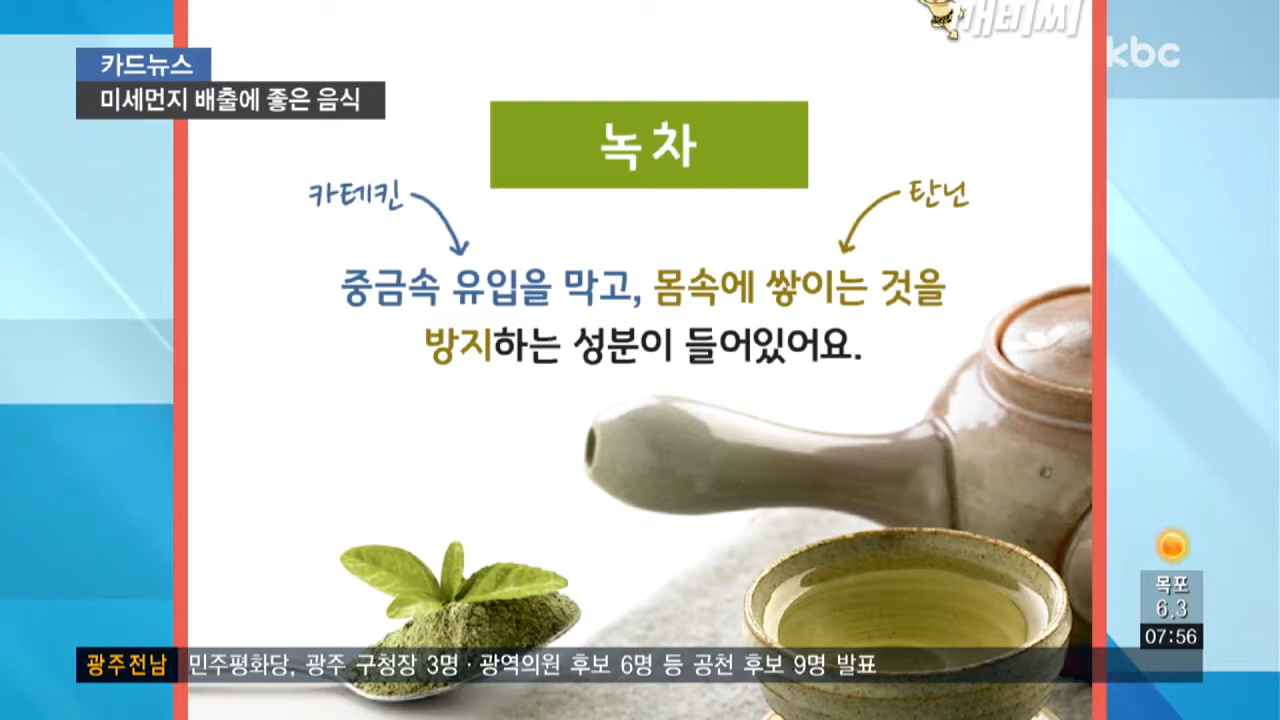 깨비씨
kbc
카드뉴스
미세먼지 배출에 좋은 음식
녹차
카테킨
탄닌
중금속 유입을 막고, 몸속에 쌓이는 것을
방지하는 성분이 들어있어요.
목포
6.3
07:56
광주전남 민주평화당, 광주 구청장 3명·광역의원 후보 6명 등 공천 후보 9명 발표